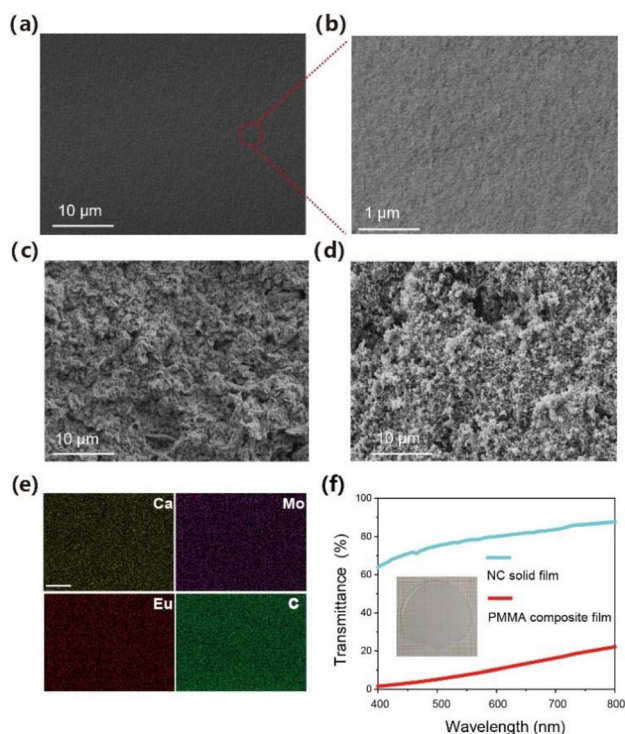 (a)
(b)
10 μm
1 μm
(c)
(d)
10 μm
10 μm
(e)
(f)
Ca
Mo
Eu
C
Transmittance (%)
100
80
60
40
20
0
NC solid film
PMMA composite film
400
500
600
700
800
Wavelength (nm)